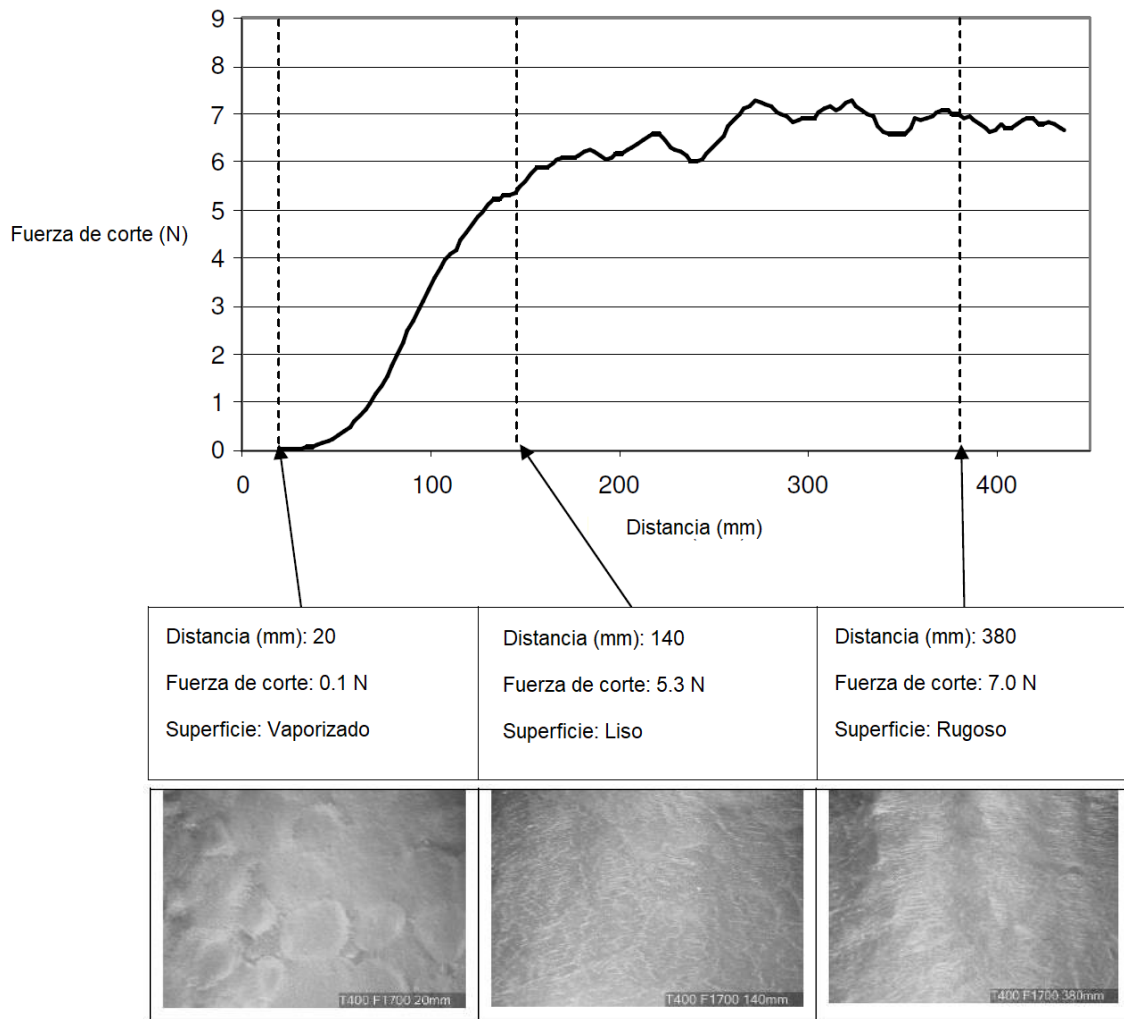 9
8
7
6
5
4
3
2
1
0
Fuerza de corte (N)
0 100 200 300 400
Distancia (mm)
Distancia (mm): 20
Fuerza de corte: 0.1 N
Superficie: Vaporizado
Distancia (mm): 140
Fuerza de corte: 5.3 N
Superficie: Liso
Distancia (mm): 380
Fuerza de corte: 7.0 N
Superficie: Rugoso
T400 F1700 20mm
T400 F1700 140mm
T400 F1700 380mm